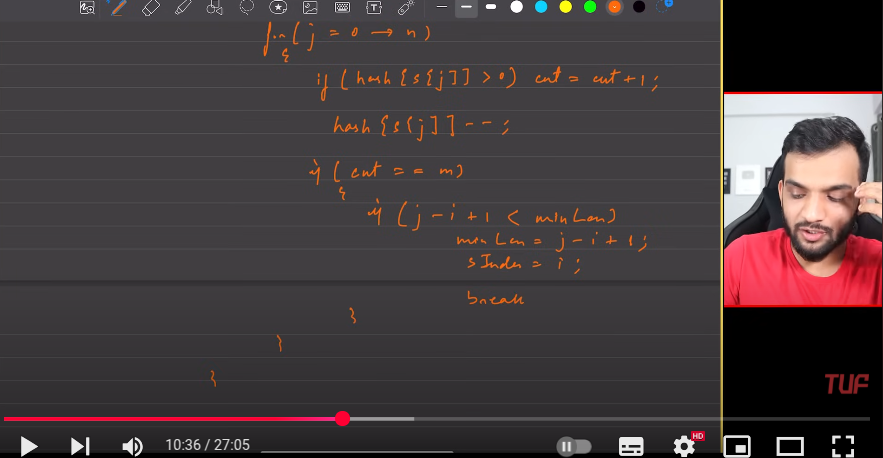 for ( j = 0 → n )
{
if ( hash [s[j]] > 0 ) cnt = cnt + 1 ;
hash [s[j]] -- ;
if ( cnt == m )
{
if ( j - i + 1 < minLen )
minLen = j - i + 1 ;
sIndex = i ;
break
}
}
}
TUF
10:36 / 27:05
HD